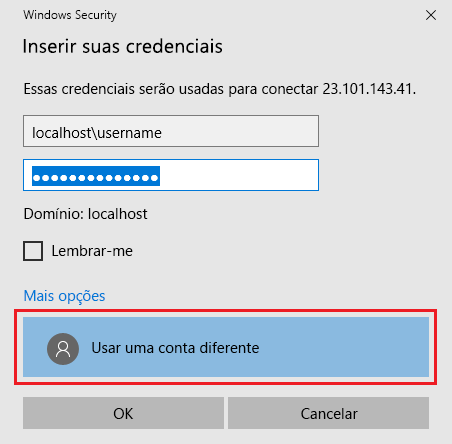 Windows Security
Inserir suas credenciais
Essas credenciais serão usadas para conectar 23.101.143.41.
localhost\username
●●●●●●●●●●●●●●
Domínio: localhost
Lembrar-me
Mais opções
Usar uma conta diferente
OK
Cancelar